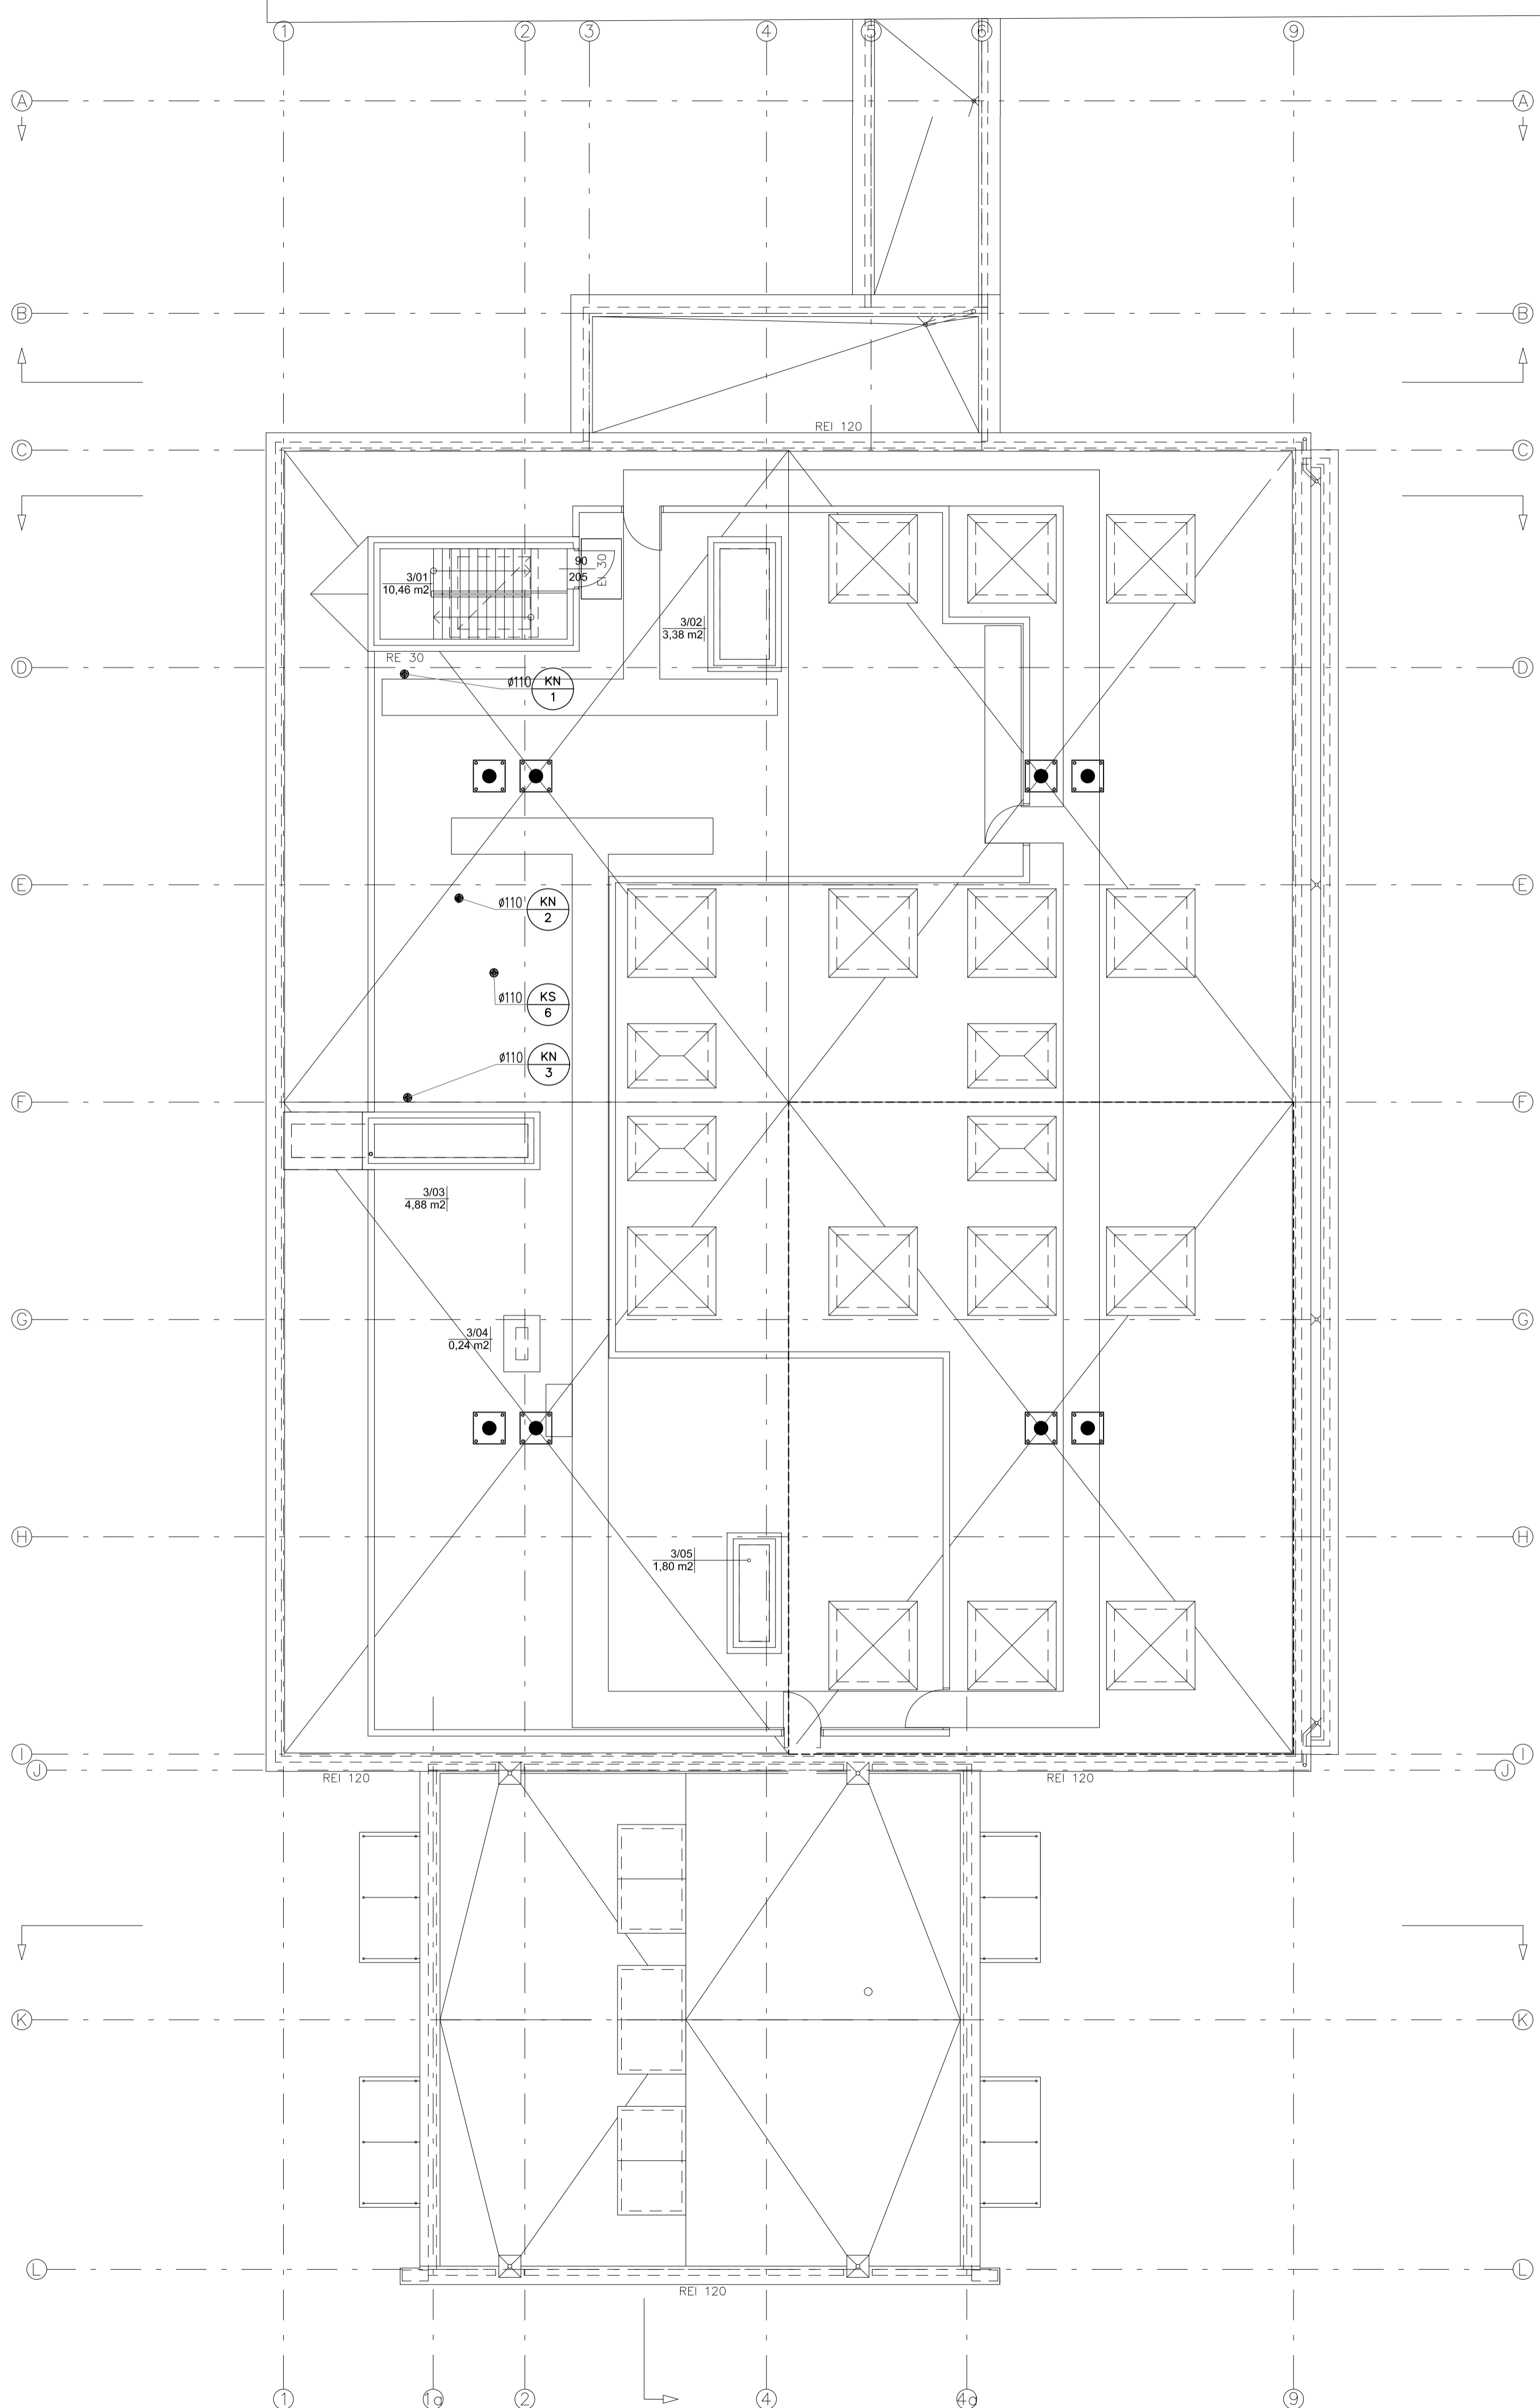 1 2 3 4 5 6 9
A A
B B
REI 120
C C
90
205
EI 30
3/01
10,46 m2
3/02
3,38 m2
RE 30
D D
ø110 KN
1
E E
ø110 KN
2
ø110 KS
6
ø110 KN
3
F F
3/03
4,88 m2
G G
3/04
0,24 m2
H H
3/05
1,80 m2
I I
J J
REI 120 REI 120
K K
L L
REI 120
1 1a 2 4 4a 9